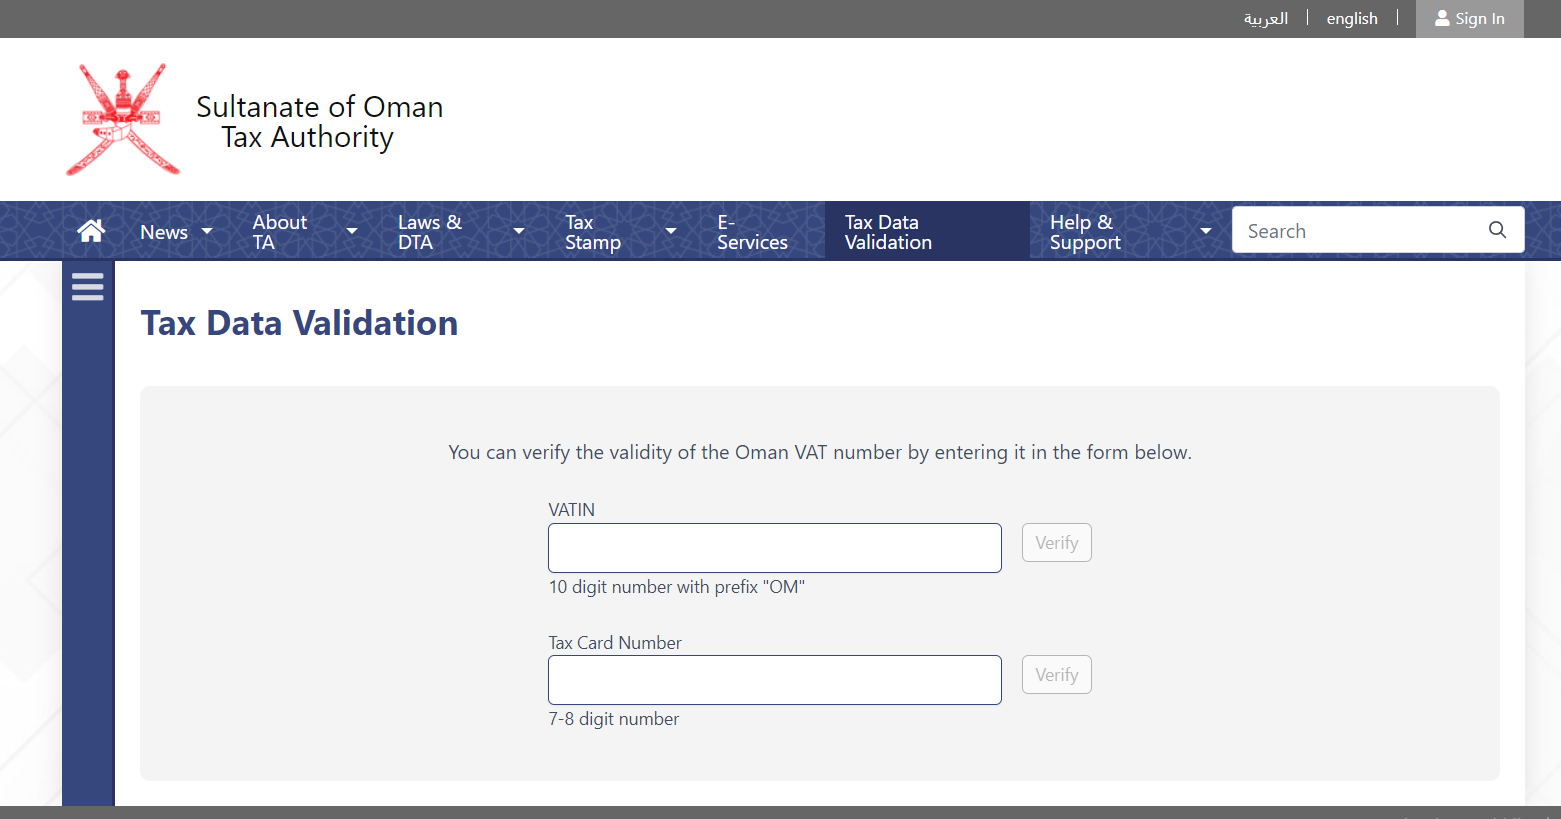 العربية
english
Sign In
Sultanate of Oman
Tax Authority
News
About
TA
Laws &
DTA
Tax
Stamp
E-
Services
Tax Data
Validation
Help &
Support
Search
Tax Data Validation
You can verify the validity of the Oman VAT number by entering it in the form below.
VATIN
Verify
10 digit number with prefix "OM"
Tax Card Number
Verify
7-8 digit number